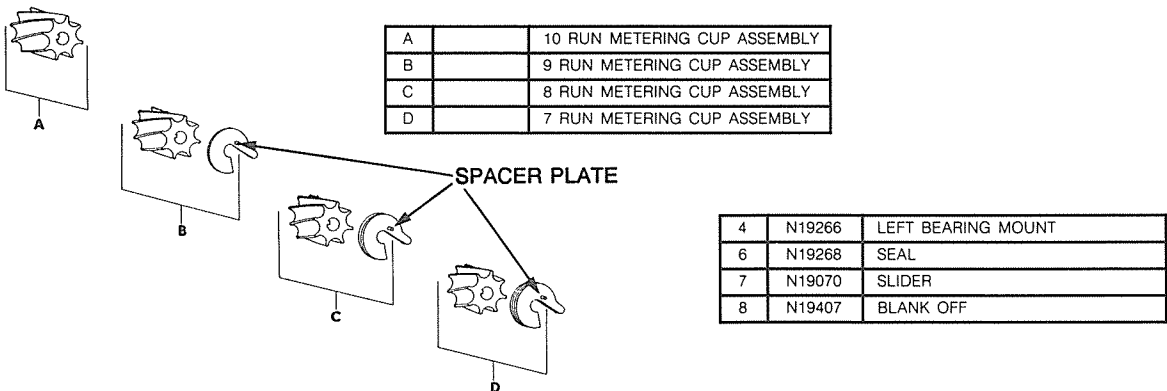 A 10 RUN METERING CUP ASSEMBLY
B 9 RUN METERING CUP ASSEMBLY
C 8 RUN METERING CUP ASSEMBLY
D 7 RUN METERING CUP ASSEMBLY
A
B
SPACER PLATE
C
D
4 N19266 LEFT BEARING MOUNT
6 N19268 SEAL
7 N19070 SLIDER
8 N19407 BLANK OFF